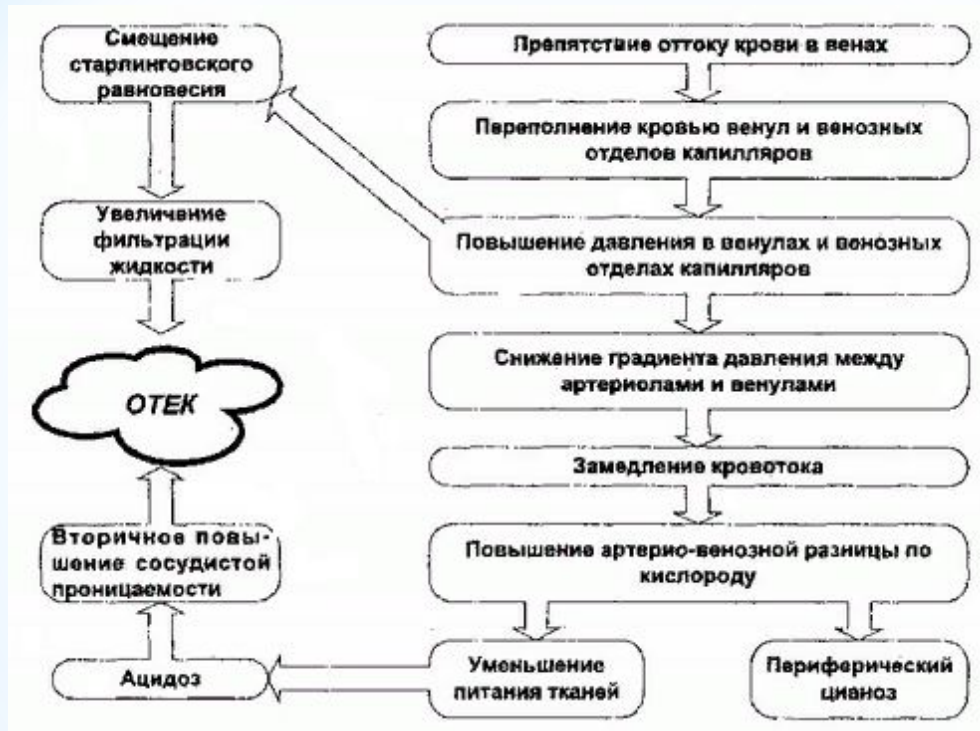 Смещение
старлинговского
равновесия
Увеличение
фильтрации
жидкости
ОТЕК
Вторичное повы-
шение сосудистой
проницаемости
Ацидоз
Препятствие оттоку крови в венах
Переполнение кровью венул и венозных
отделов капилляров
Повышение давления в венулах и венозных
отделах капилляров
Снижение градиента давления между
артериолами и венулами
Замедление кровотока
Повышение артерио-венозной разницы по
кислороду
Уменьшение
питания тканей
Периферический
цианоз